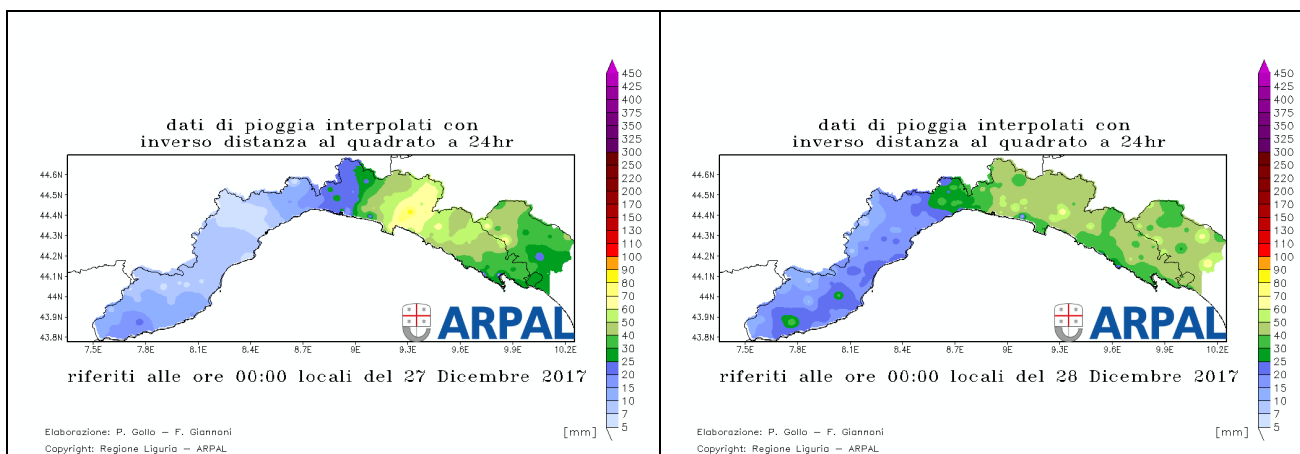 dati di pioggia interpolati con
inverso distanza al quadrato a 24hr
44.6N
44.5N
44.4N
44.3N
44.2N
44.1N
44N
43.9N
43.8N
7.5E 7.8E 8.1E 8.4E 8.7E 9E 9.3E 9.6E 9.9E 10.2E
ARPAL
riferiti alle ore 00:00 locali del 27 Dicembre 2017
Elaborazione: P. Gollo – F. Giannoni
Copyright: Regione Liguria – ARPAL
[mm]
450
425
400
375
350
325
300
250
220
200
170
150
130
100
90
80
70
60
50
40
30
25
20
15
10
7
5
dati di pioggia interpolati con
inverso distanza al quadrato a 24hr
44.6N
44.5N
44.4N
44.3N
44.2N
44.1N
44N
43.9N
43.8N
7.5E 7.8E 8.1E 8.4E 8.7E 9E 9.3E 9.6E 9.9E 10.2E
ARPAL
riferiti alle ore 00:00 locali del 28 Dicembre 2017
Elaborazione: P. Gollo – F. Giannoni
Copyright: Regione Liguria – ARPAL
[mm]
450
425
400
375
350
325
300
250
220
200
170
150
130
100
90
80
70
60
50
40
30
25
20
15
10
7
5